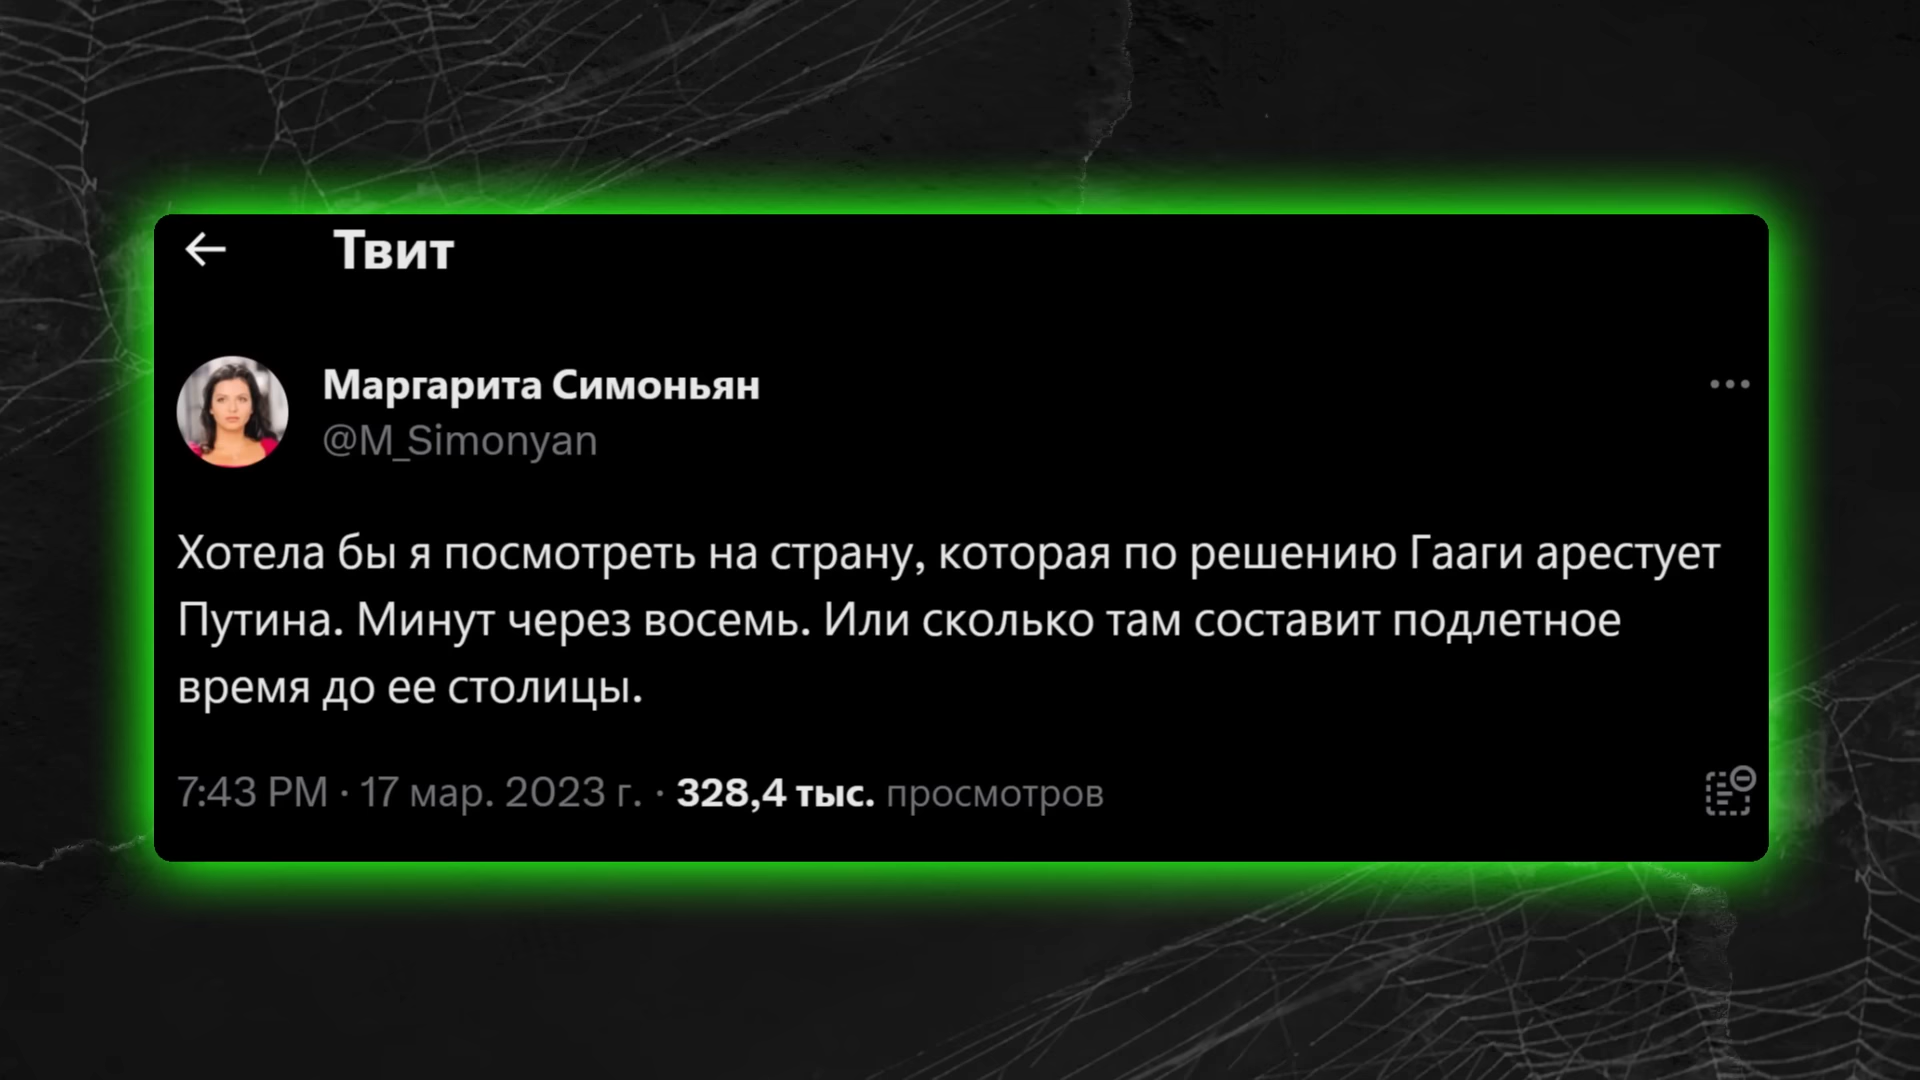 Твит
Маргарита Симоньян
@M_Simonyan
Хотела бы я посмотреть на страну, которая по решению Гааги арестует
Путина. Минут через восемь. Или сколько там составит подлетное
время до ее столицы.
7:43 PM · 17 мар. 2023 г. · 328,4 тыс. просмотров